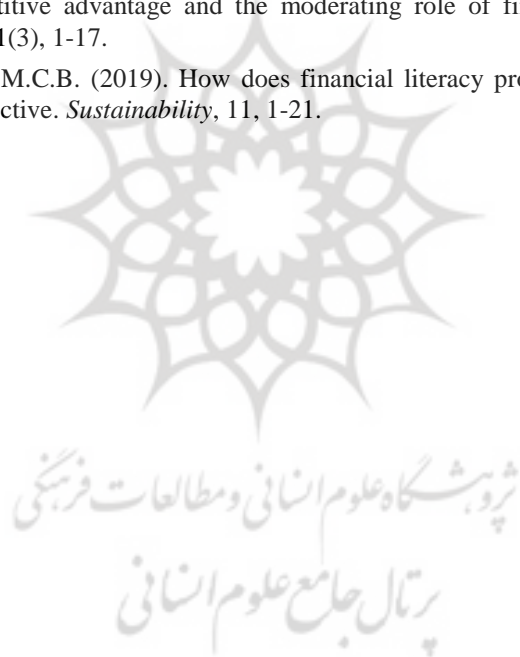 titive advantage and the moderating role of fi
1(3), 1-17.
M.C.B. (2019). How does financial literacy pro
ctive. Sustainability, 11, 1-21.
پژوهشگاه علوم انسانی و مطالعات فرهنگی
پرتال جامع علوم انسانی